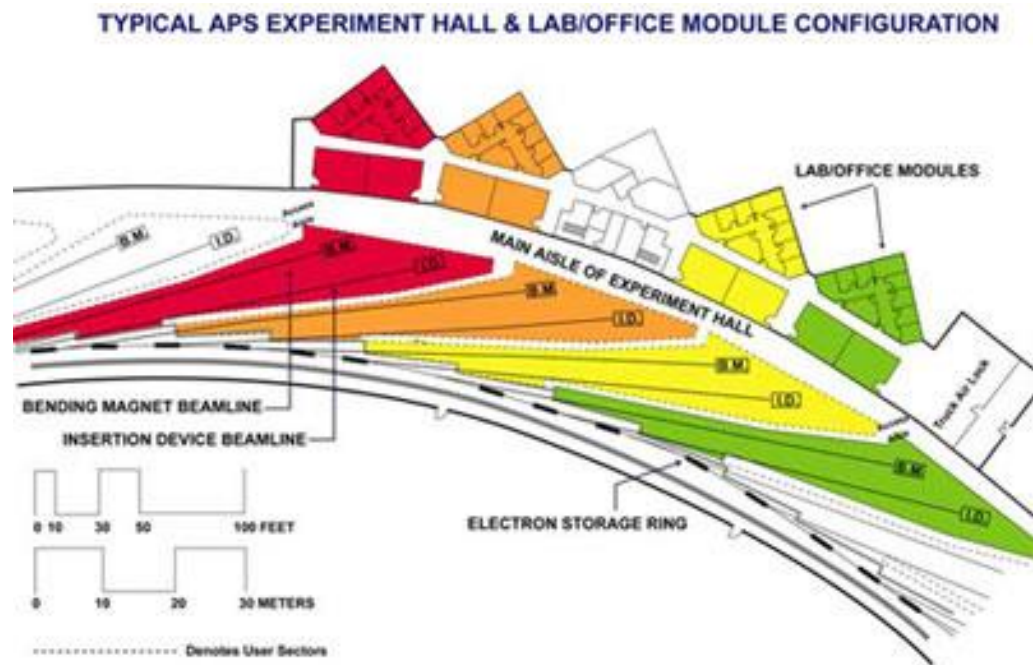 TYPICAL APS EXPERIMENT HALL & LAB/OFFICE MODULE CONFIGURATION
LAB/OFFICE MODULES
Access
Aisle
B.M.
I.D.
B.M.
I.D.
MAIN AISLE OF EXPERIMENT HALL
B.M.
I.D.
B.M.
I.D.
Truck Air Lock
B.M.
I.D.
BENDING MAGNET BEAMLINE
INSERTION DEVICE BEAMLINE
ELECTRON STORAGE RING
0 10 30 50 100 FEET
0 10 20 30 METERS
Denotes User Sectors